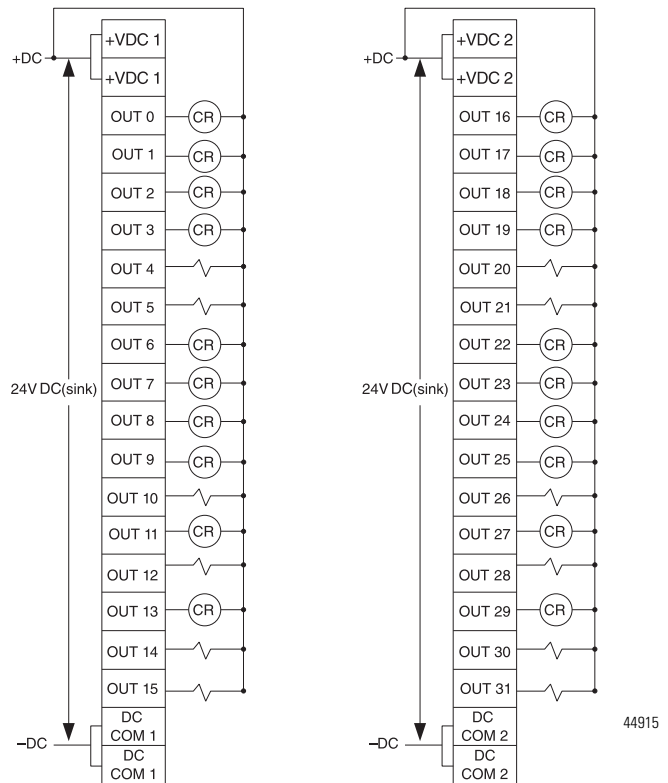 +DC
+VDC 1
+VDC 1
OUT 0 CR
OUT 1 CR
OUT 2 CR
OUT 3 CR
OUT 4
OUT 5
OUT 6 CR
OUT 7 CR
24V DC(sink)
OUT 8 CR
OUT 9 CR
OUT 10
OUT 11 CR
OUT 12
OUT 13 CR
OUT 14
OUT 15
DC
COM 1
–DC
DC
COM 1
+DC
+VDC 2
+VDC 2
OUT 16 CR
OUT 17 CR
OUT 18 CR
OUT 19 CR
OUT 20
OUT 21
OUT 22 CR
OUT 23 CR
24V DC(sink)
OUT 24 CR
OUT 25 CR
OUT 26
OUT 27 CR
OUT 28
OUT 29 CR
OUT 30
OUT 31
DC
COM 2
–DC
DC
COM 2
44915